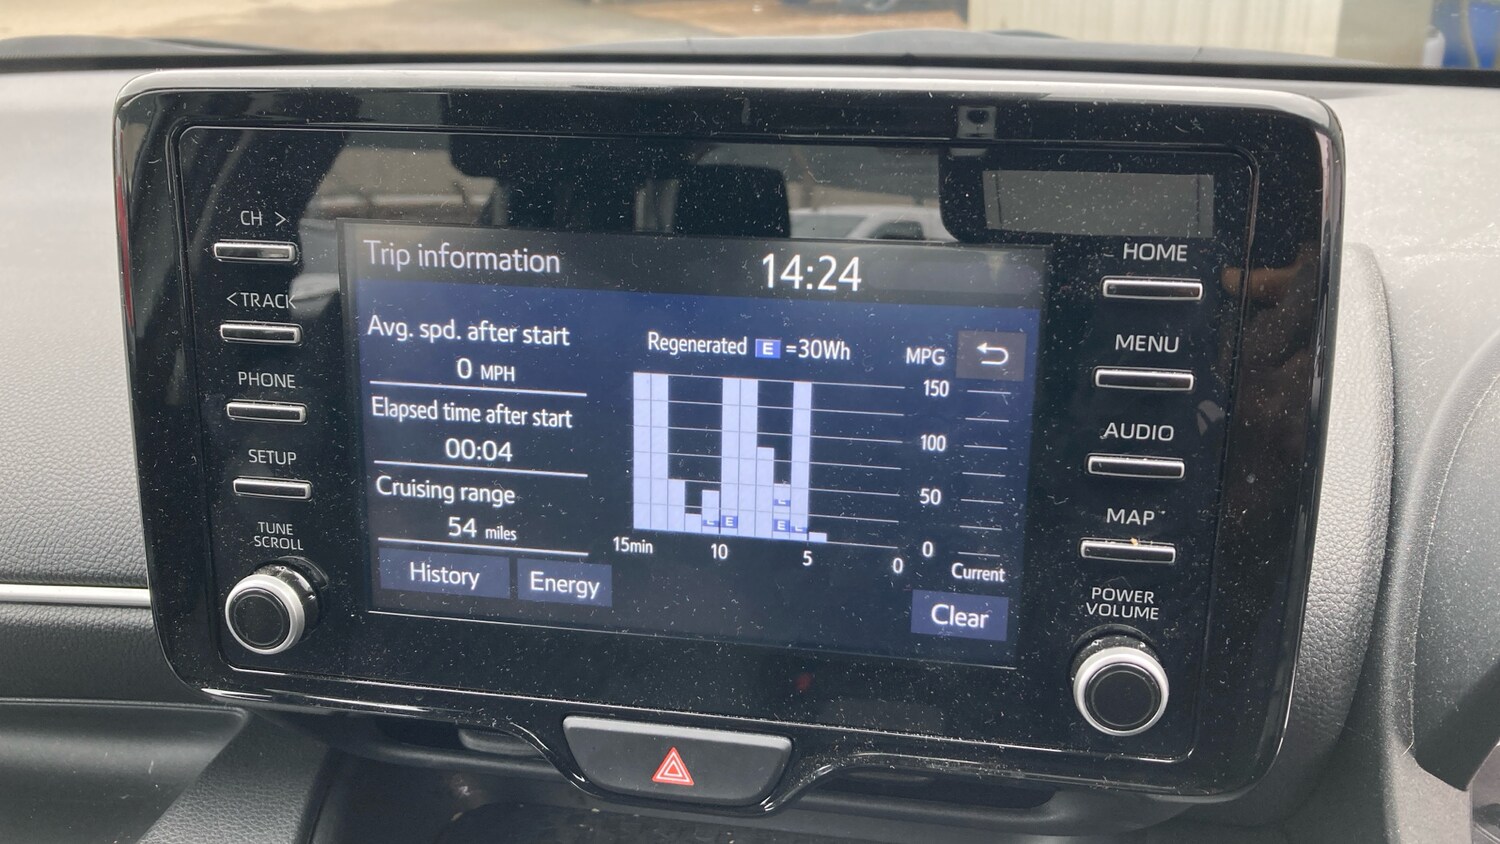 CH >
< TRACK
PHONE
SETUP
TUNE
SCROLL
Trip information
14:24
Avg. spd. after start
0 MPH
Elapsed time after start
00:04
Cruising range
54 miles
History
Energy
Regenerated E =30Wh
MPG
150
100
50
0
E
E
E
E
E
15min
10
5
0
Current
Clear
HOME
MENU
AUDIO
MAP
POWER
VOLUME